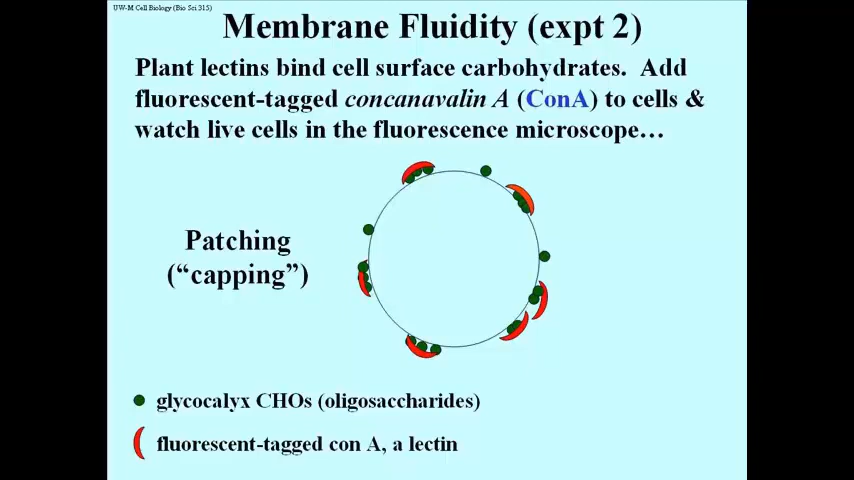 UW-M Cell Biology (Bio Sci 315)
Membrane Fluidity (expt 2)
Plant lectins bind cell surface carbohydrates. Add
fluorescent-tagged concanavalin A (ConA) to cells &
watch live cells in the fluorescence microscope…
Patching
(“capping”)
glycocalyx CHOs (oligosaccharides)
fluorescent-tagged con A, a lectin